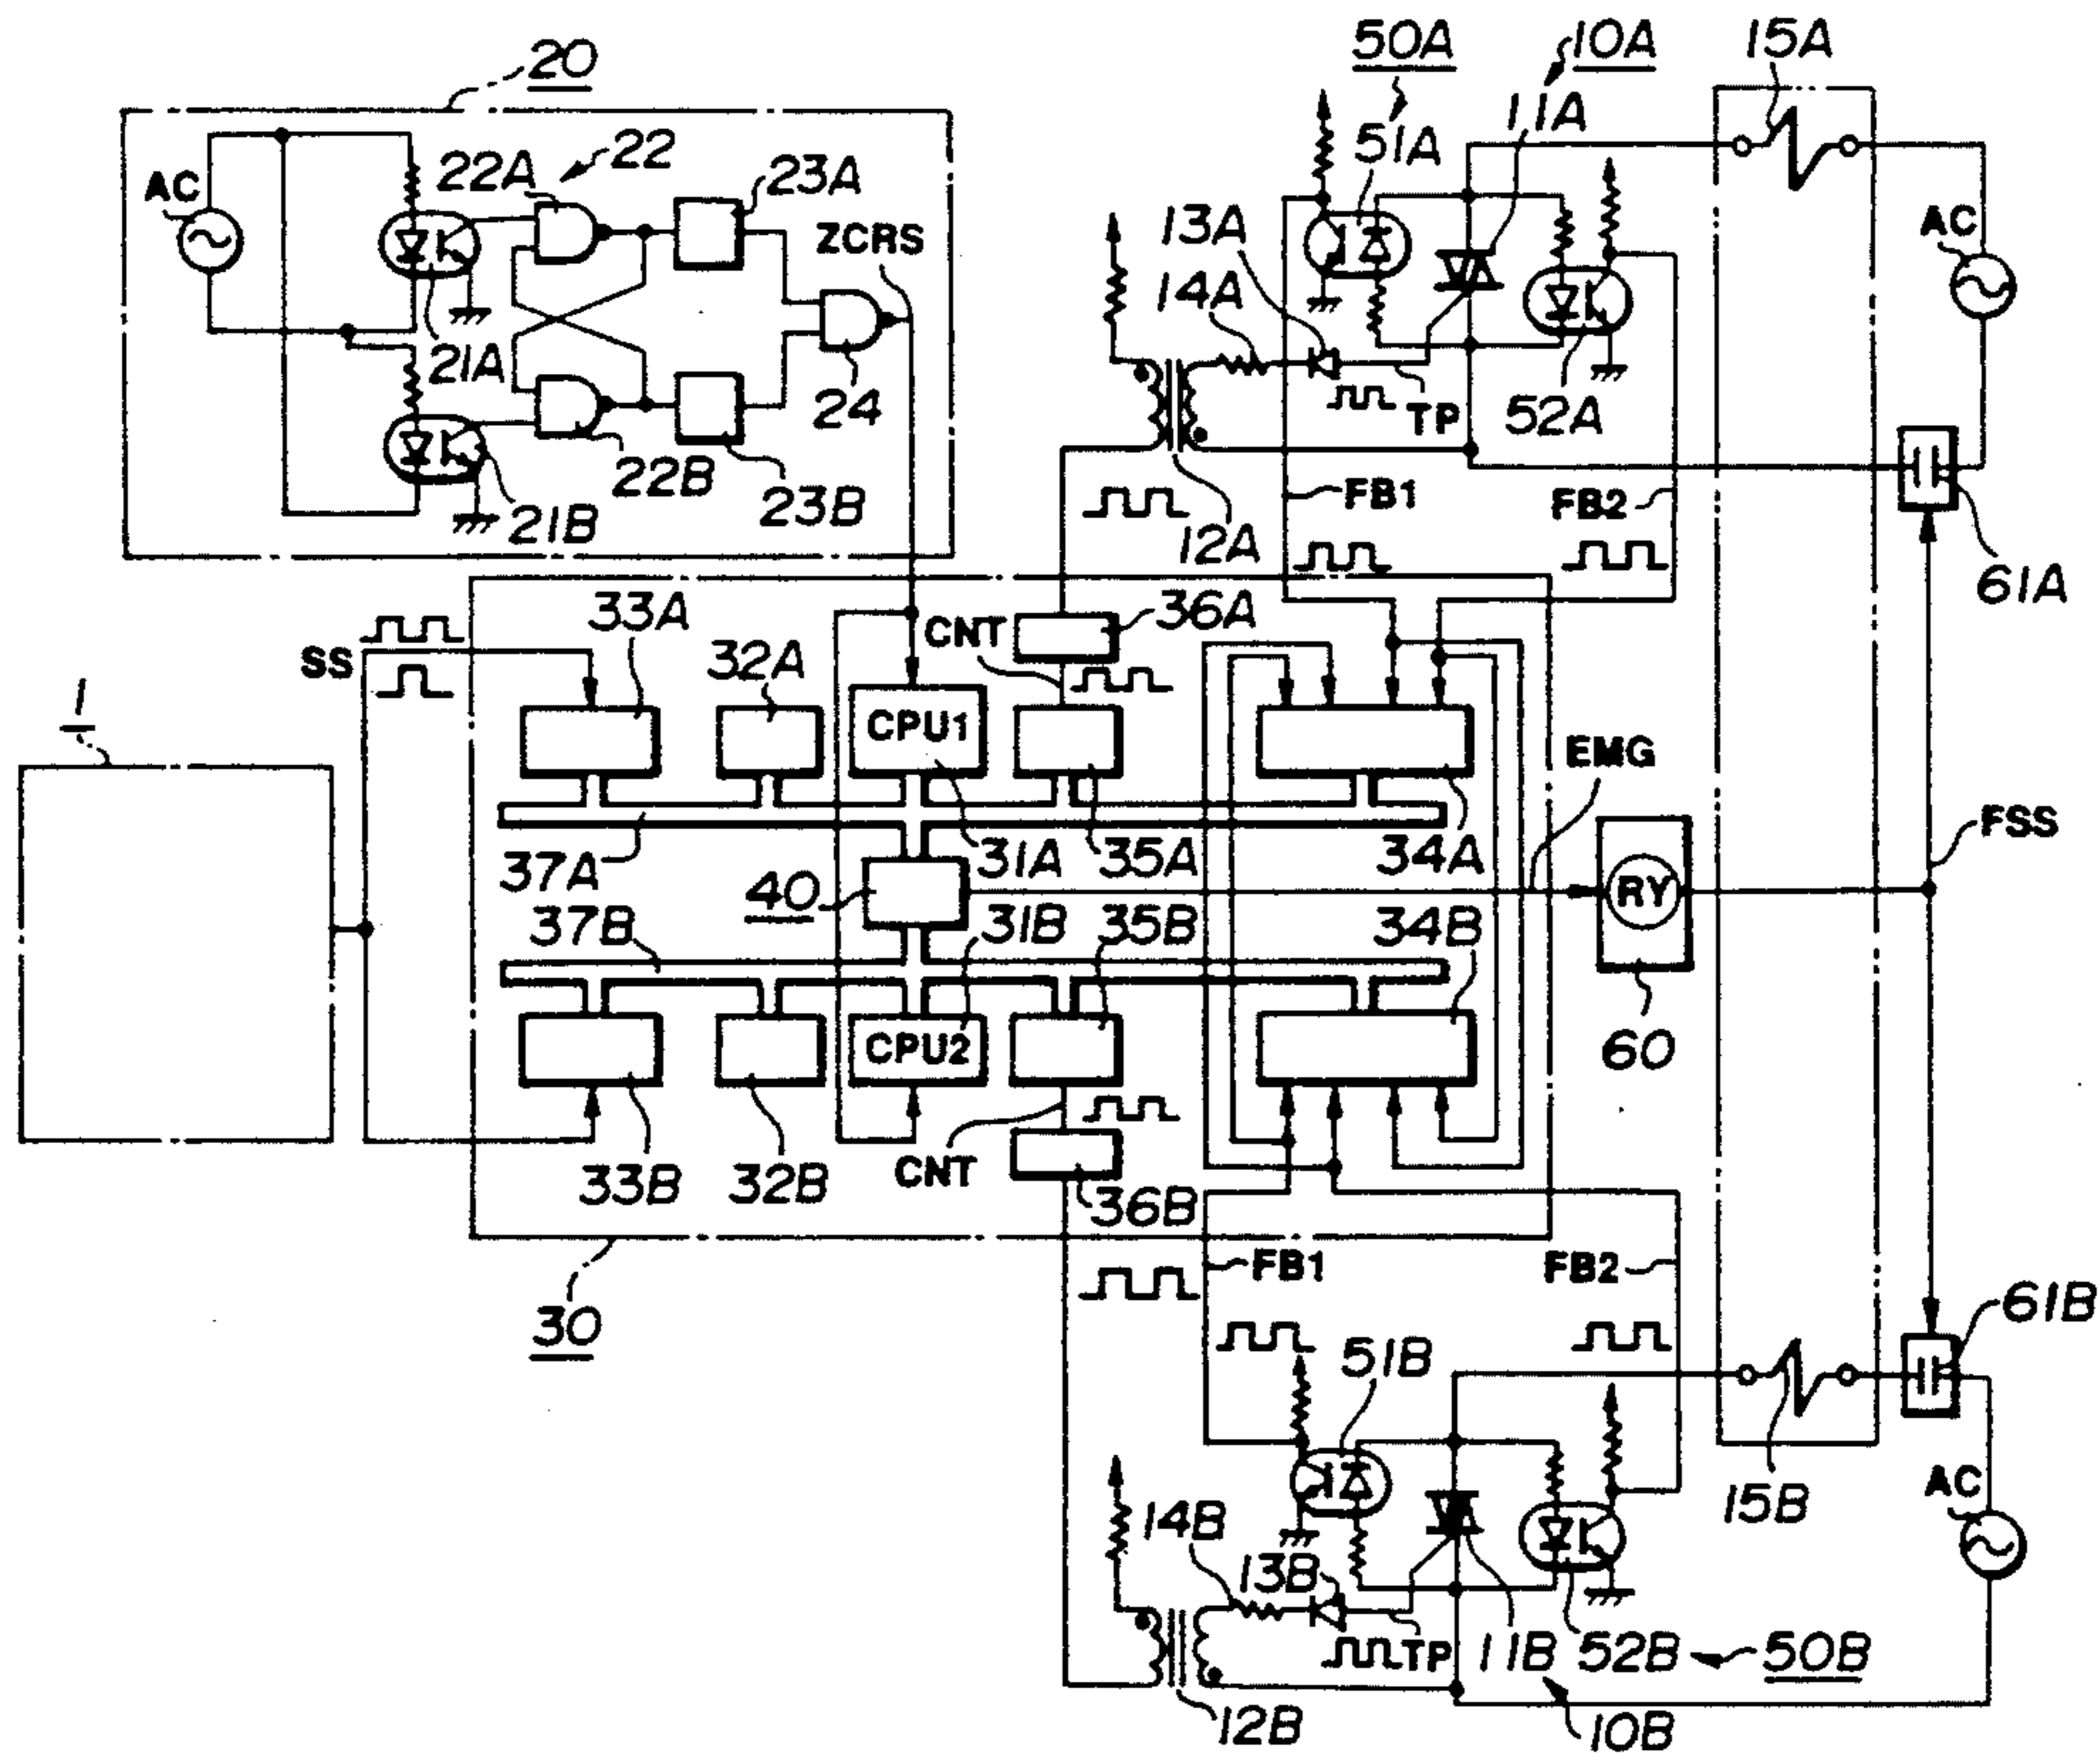 20
50A
10A
15A
22
51A
11A
22A
23A
AC
13A
ZCRS
AC
14A
21A
24
TP
52A
22B
23B
FB1
FB2
21B
12A
61A
33A
36A
CNT
SS
32A
1
CPU1
EMG
FSS
37A
31A
35A
34A
40
RY
37B
31B
35B
34B
CPU2
60
33B
32B
CNT
36B
FB1
FB2
30
61B
51B
AC
15B
14B
13B
TP
11B
52B
50B
12B
10B